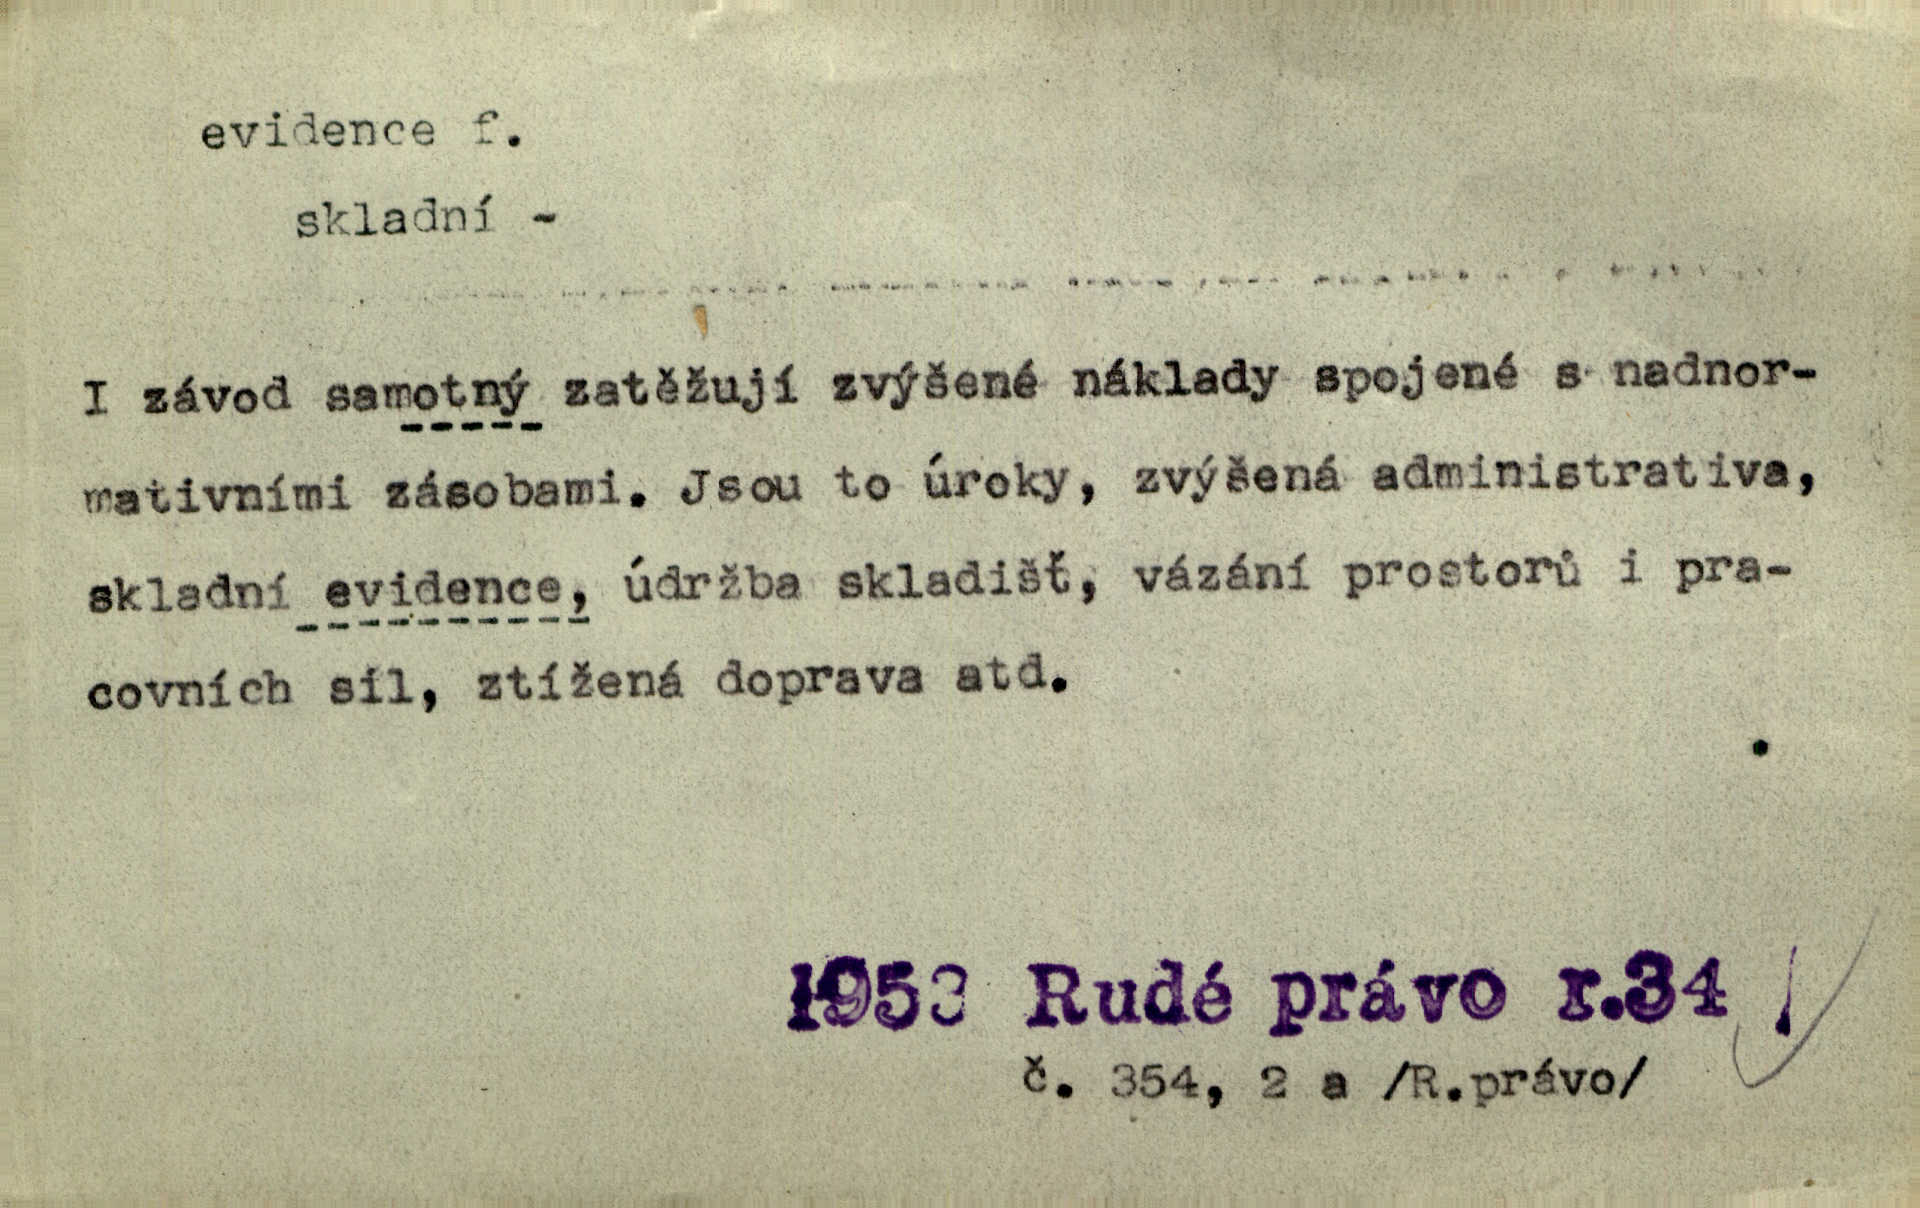 evidence f.
skladní -
I závod samotný zatěžují zvýšené náklady spojené s nadnor-
mativními zásobami. Jsou to úroky, zvýšená administrativa,
skladní evidence, údržba skladišť, vázání prostorů i pra-
covních sil, ztížená doprava atd.
1953 Rudé právo r.34
č. 354, 2 a /R.právo/